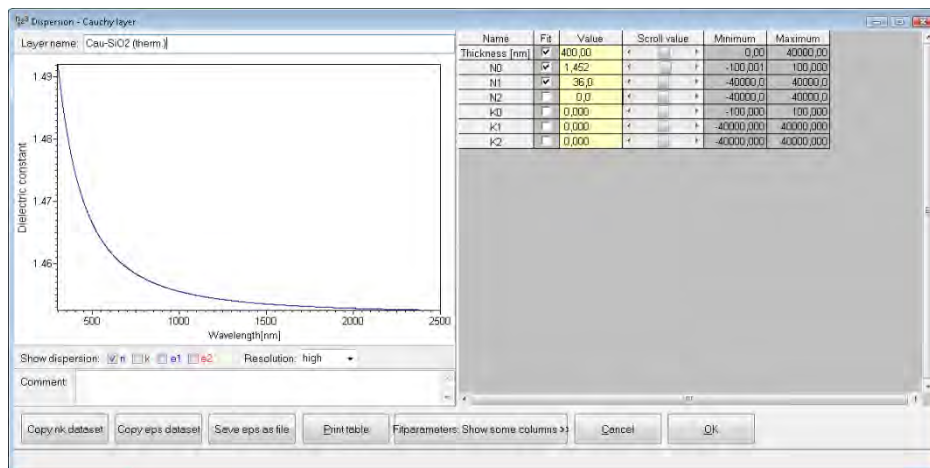 Dispersion - Cauchy layer
Layer name: Cau-SiO2 (therm.)
Name Fit Value Scroll value Minimum Maximum
Thickness [nm] 400,00 0,00 40000,00
N0 1,452 -100,001 100,000
N1 36,0 -40000,0 40000,0
N2 0,0 -40000,0 40000,0
K0 0,000 -100,000 100,000
K1 0,000 -40000,000 40000,000
K2 0,000 -40000,000 40000,000
Dielectric constant
1.49
1.48
1.47
1.46
500 1000 1500 2000 2500
Wavelength[nm]
Show dispersion: n k e1 e2 Resolution: high
Comment:
Copy nk dataset Copy eps dataset Save eps as file Print table Fitparameters: Show some columns >> Cancel OK